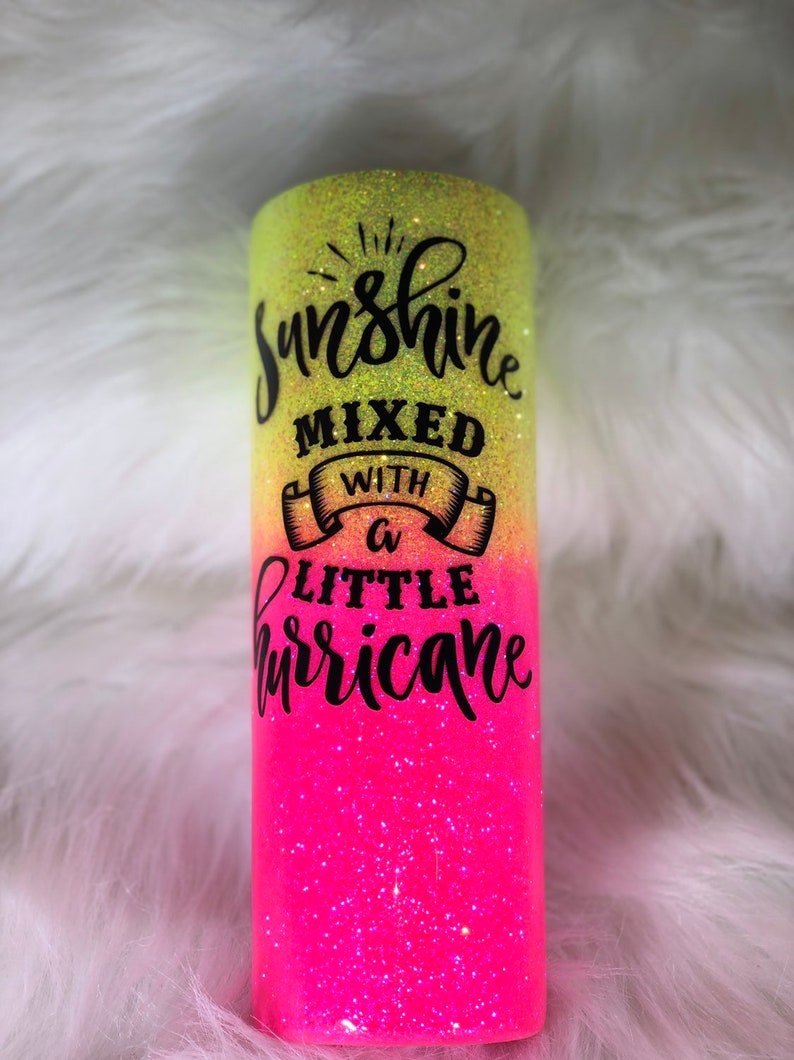 Sunshine
MIXED
WITH
a
LITTLE
hurricane